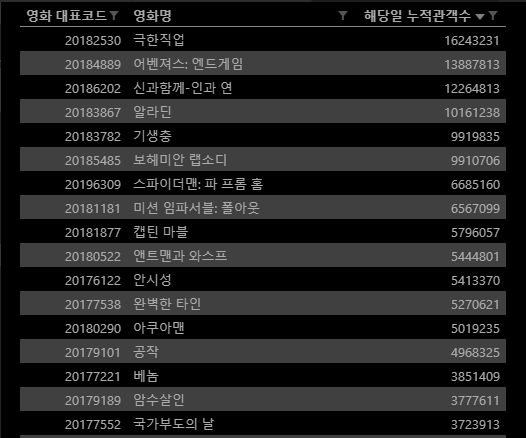 영화 대표코드 영화명 해당일 누적관객수
20182530 극한직업 16243231
20184889 어벤져스: 엔드게임 13887813
20186202 신과함께-인과 연 12264813
20183867 알라딘 10161238
20183782 기생충 9919835
20185485 보헤미안 랩소디 9910706
20196309 스파이더맨: 파 프롬 홈 6685160
20181181 미션 임파서블: 폴아웃 6567099
20181877 캡틴 마블 5796057
20180522 앤트맨과 와스프 5444801
20176122 안시성 5413370
20177538 완벽한 타인 5270621
20180290 아쿠아맨 5019235
20179101 공작 4968325
20177221 베놈 3851409
20179189 암수살인 3777611
20177552 국가부도의 날 3723913